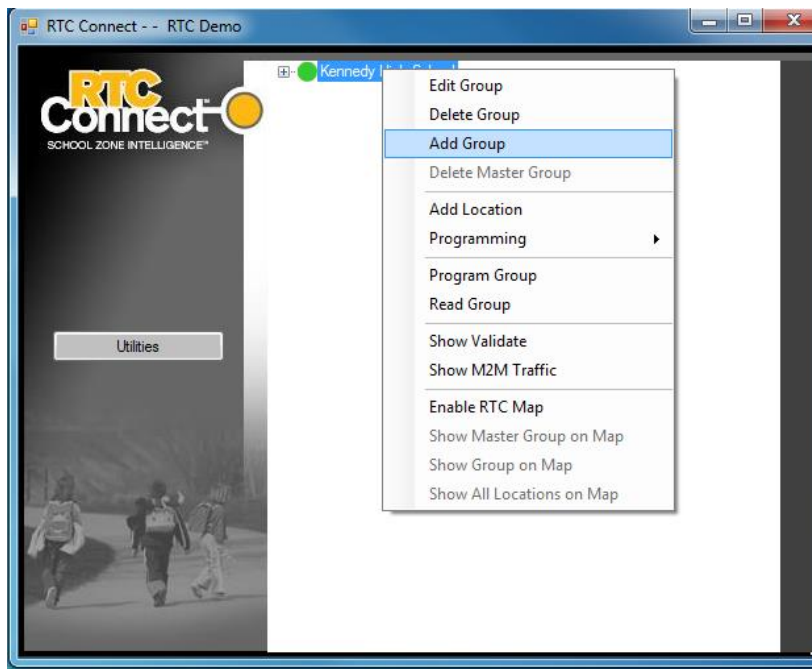 RTC Connect - - RTC Demo
RTC
Connect
SCHOOL ZONE INTELLIGENCE™
Utilities
Kennedy
Edit Group
Delete Group
Add Group
Delete Master Group
Add Location
Programming
Program Group
Read Group
Show Validate
Show M2M Traffic
Enable RTC Map
Show Master Group on Map
Show Group on Map
Show All Locations on Map